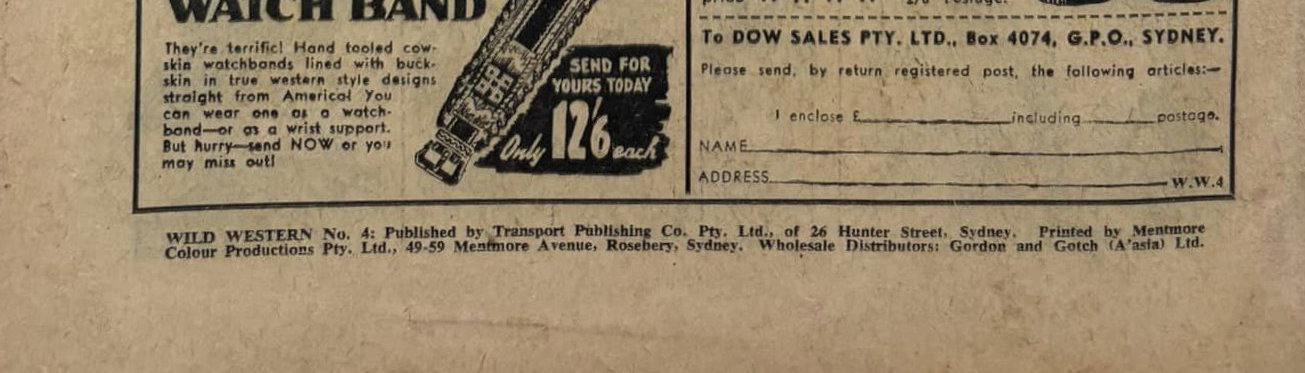 WATCH BAND
They're terrific! Hand tooled cow-
skin watchbands lined with buck-
skin in true western style designs
straight from America! You
can wear one as a watch-
band—or as a wrist support.
But hurry—send NOW or you
may miss out!
SEND FOR
YOURS TODAY
Only 12'6 each
To DOW SALES PTY. LTD., Box 4074, G.P.O., SYDNEY.
Please send, by return registered post, the following articles:—
I enclose £ including postage.
NAME
ADDRESS W.W.4
WILD WESTERN No. 4: Published by Transport Publishing Co. Pty. Ltd., of 26 Hunter Street, Sydney. Printed by Mentmore
Colour Productions Pty. Ltd., 49-59 Mentmore Avenue, Rosebery, Sydney. Wholesale Distributors: Gordon and Gotch (A'asia) Ltd.